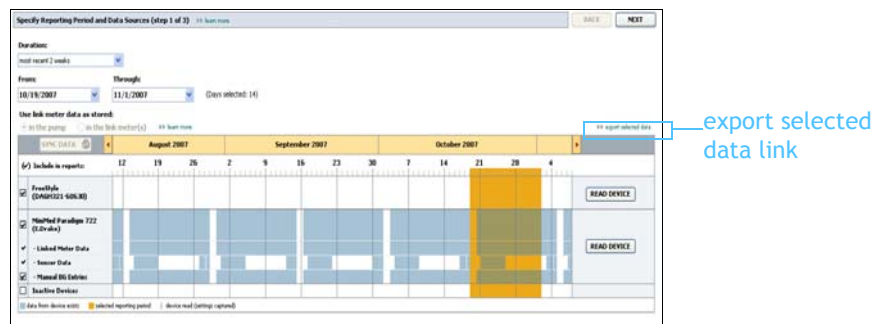 Specify Reporting Period and Data Sources (step 1 of 3) learn more BACK NEXT
Duration:
most recent 2 weeks
From: Through:
10/19/2007 11/1/2007 (Days selected: 14)
Use link meter data as stored:
in the pump in the link meter(s) learn more export selected data
export selected
data link
SYNC DATA August 2007 September 2007 October 2007
(✓) Include in reports: 12 19 26 2 9 16 23 30 7 14 21 28 4
FreeStyle
READ DEVICE
MiniMed Paradigm 722
(I.Drake)
- Linked Meter Data
READ DEVICE
- Sensor Data
- Manual BG Entries
Inactive Devices
data from device exists selected reporting period | device read (settings captured)